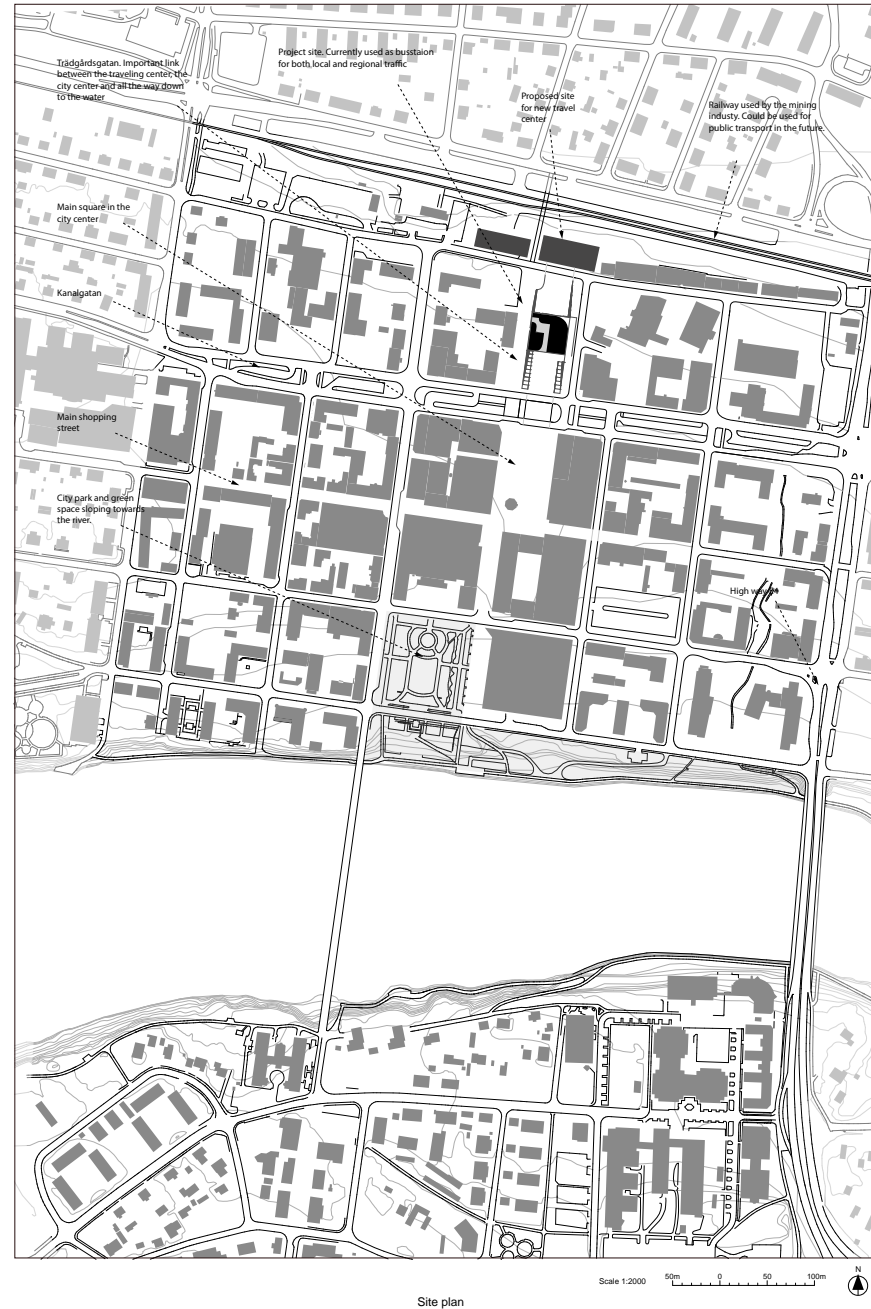 Trädgårdsgatan. Important link
between the traveling center, the
city center and all the way down
to the water
Project site. Currently used as busstaion
for both local and regional traffic
Proposed site
for new travel
center
Railway used by the mining
industy. Could be used for
public transport in the future.
Main square in the
city center
Kanalgatan
Main shopping
street
City park and green
space sloping towards
the river.
Scale 1:2000
50m 0 50 100m
N
Site plan
High way